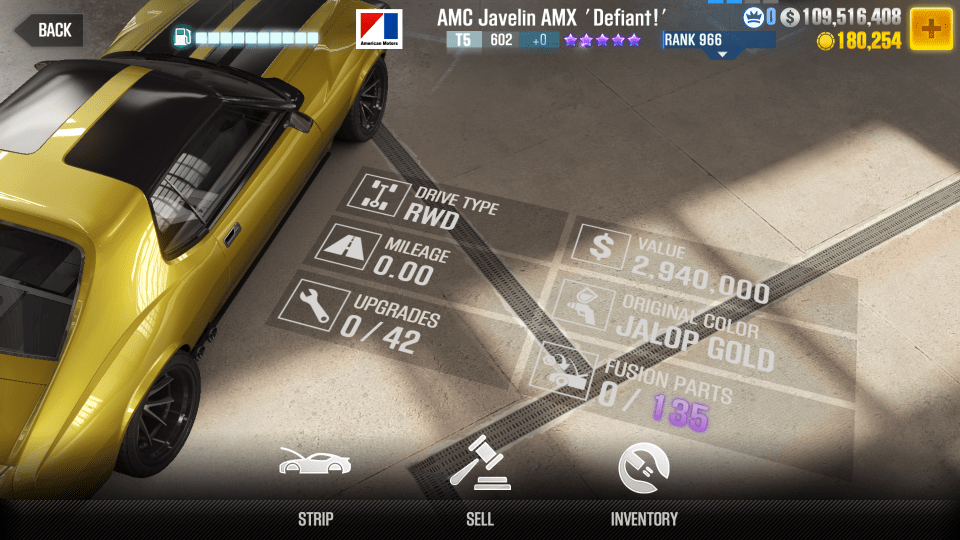 BACK
American Motors
AMC Javelin AMX 'Defiant!'
T5 602 +0
RANK 966
0 $ 109,516,408
180,254
DRIVE TYPE
RWD
MILEAGE
0.00
UPGRADES
0/42
$ VALUE
2,940,000
ORIGINAL COLOR
JALOP GOLD
FUSION PARTS
0/ 135
STRIP
SELL
INVENTORY